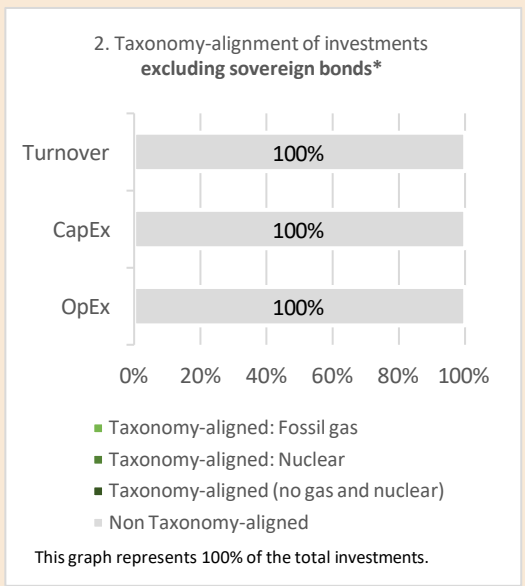 2. Taxonomy-alignment of investments
excluding sovereign bonds*
Turnover 100%
CapEx 100%
OpEx 100%
0% 20% 40% 60% 80% 100%
Taxonomy-aligned: Fossil gas
Taxonomy-aligned: Nuclear
Taxonomy-aligned (no gas and nuclear)
Non Taxonomy-aligned
This graph represents 100% of the total investments.